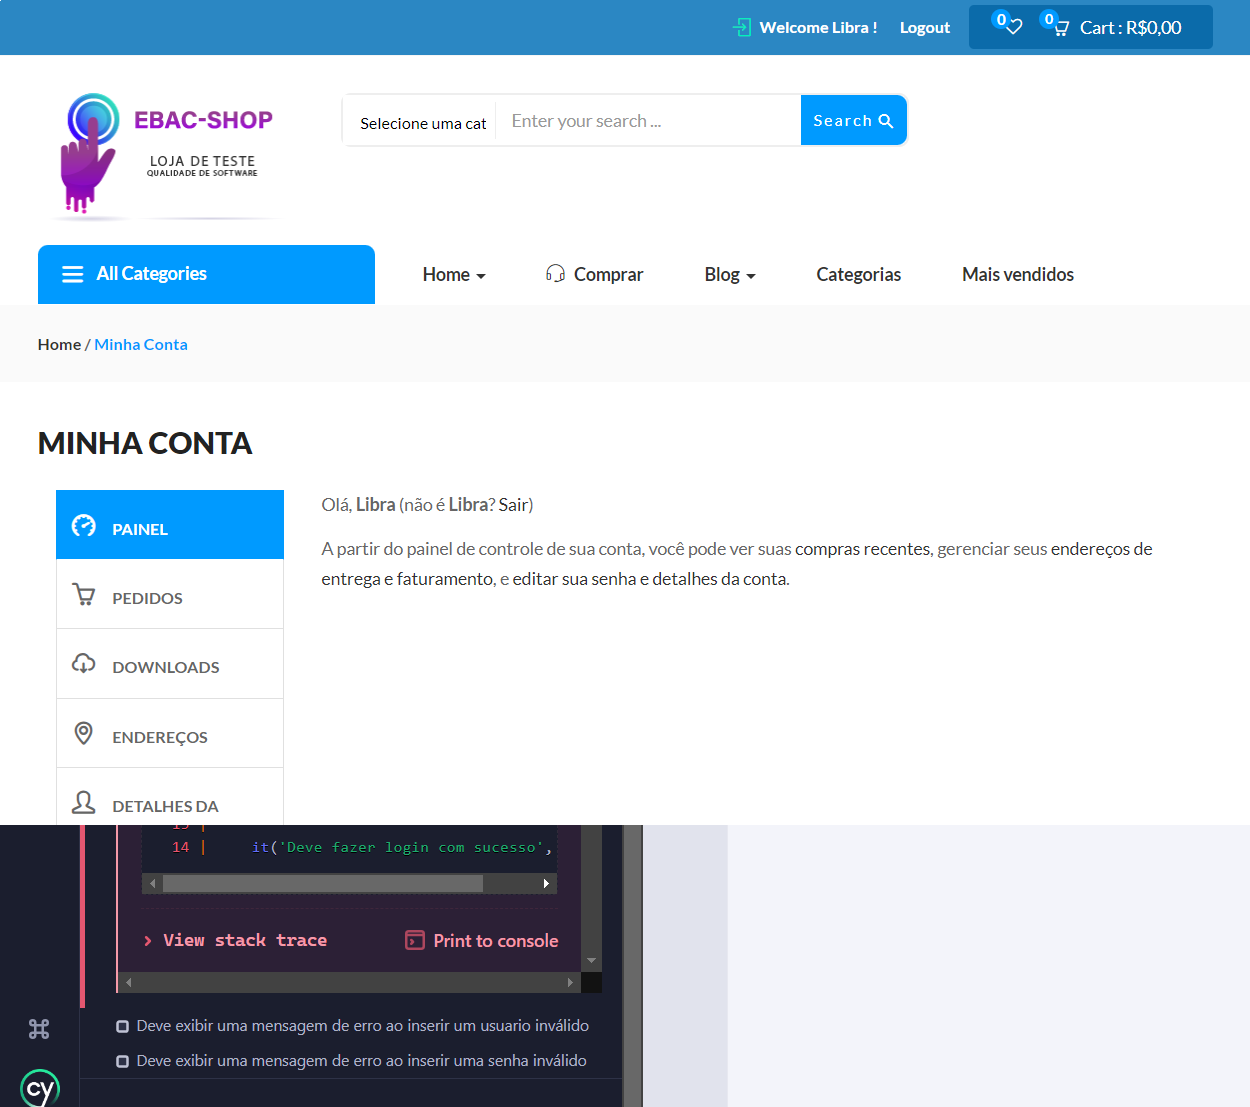 Welcome Libra ! Logout 0 0 Cart : R$0,00
EBAC-SHOP
LOJA DE TESTE
QUALIDADE DE SOFTWARE
Selecione uma cat Enter your search ... Search
All Categories Home Comprar Blog Categorias Mais vendidos
Home / Minha Conta
MINHA CONTA
PAINEL
PEDIDOS
DOWNLOADS
ENDEREÇOS
DETALHES DA
Olá, Libra (não é Libra? Sair)
A partir do painel de controle de sua conta, você pode ver suas compras recentes, gerenciar seus endereços de
entrega e faturamento, e editar sua senha e detalhes da conta.
14 | it('Deve fazer login com sucesso',
> View stack trace Print to console
Deve exibir uma mensagem de erro ao inserir um usuario inválido
Deve exibir uma mensagem de erro ao inserir uma senha inválido
cy